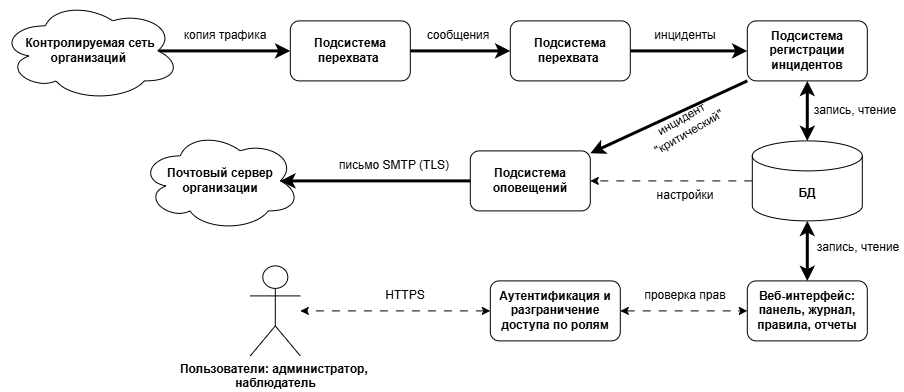 Контролируемая сеть
организаций
копия трафика
Подсистема
перехвата
сообщения
Подсистема
перехвата
инциденты
Подсистема
регистрации
инцидентов
инцидент
"критический"
запись, чтение
Почтовый сервер
организации
письмо SMTP (TLS)
Подсистема
оповещений
настройки
БД
запись, чтение
HTTPS
Аутентификация и
разграничение
доступа по ролям
проверка прав
Веб-интерфейс:
панель, журнал,
правила, отчеты
Пользователи: администратор,
наблюдатель